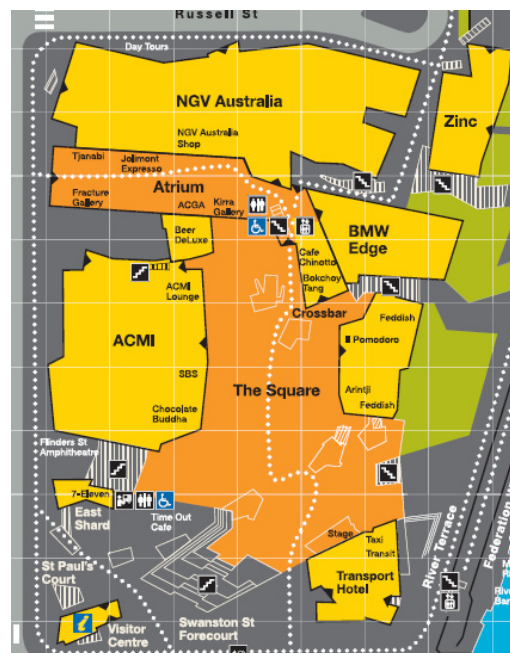 Russell St
Day Tours
NGV Australia
Zinc
NGV Australia
Shop
Tjanabi
Jolimont
Expresso
Atrium
Fracture
Gallery
ACGA
Kirra
Gallery
Beer
DeLuxe
BMW
Edge
Cafe
Chinotto
Bokchoy
Tang
ACMI
Lounge
Crossbar
Feddish
ACMI
Pomodoro
SBS
The Square
Arintji
Feddish
Chocolate
Buddha
Flinders St
Amphitheatre
7-Eleven
East
Shard
Time Out
Cafe
Stage
Taxi
Transit
River Terrace
Federation
St Paul's
Court
Transport
Hotel
Visitor
Centre
Swanston St
Forecourt